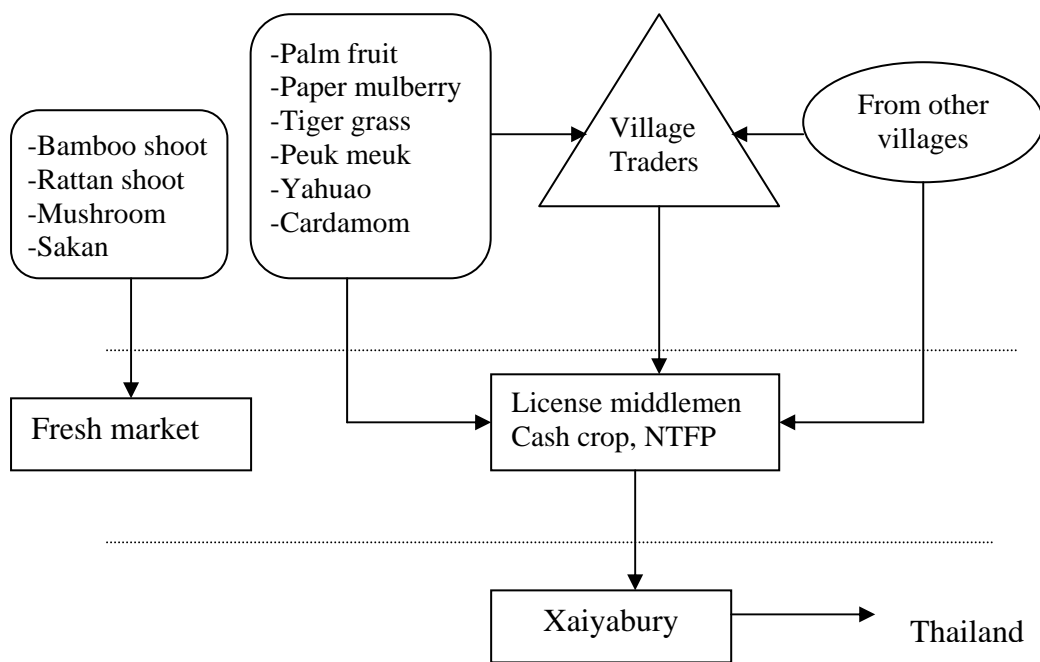 -Palm fruit
-Paper mulberry
-Tiger grass
-Peuk meuk
-Yahuao
-Cardamom
-Bamboo shoot
-Rattan shoot
-Mushroom
-Sakan
Village
Traders
From other
villages
Fresh market
License middlemen
Cash crop, NTFP
Xaiyabury
Thailand